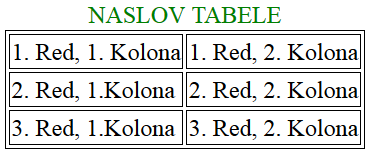 NASLOV TABELE
1. Red, 1. Kolona 1. Red, 2. Kolona
2. Red, 1.Kolona 2. Red, 2. Kolona
3. Red, 1.Kolona 3. Red, 2. Kolona